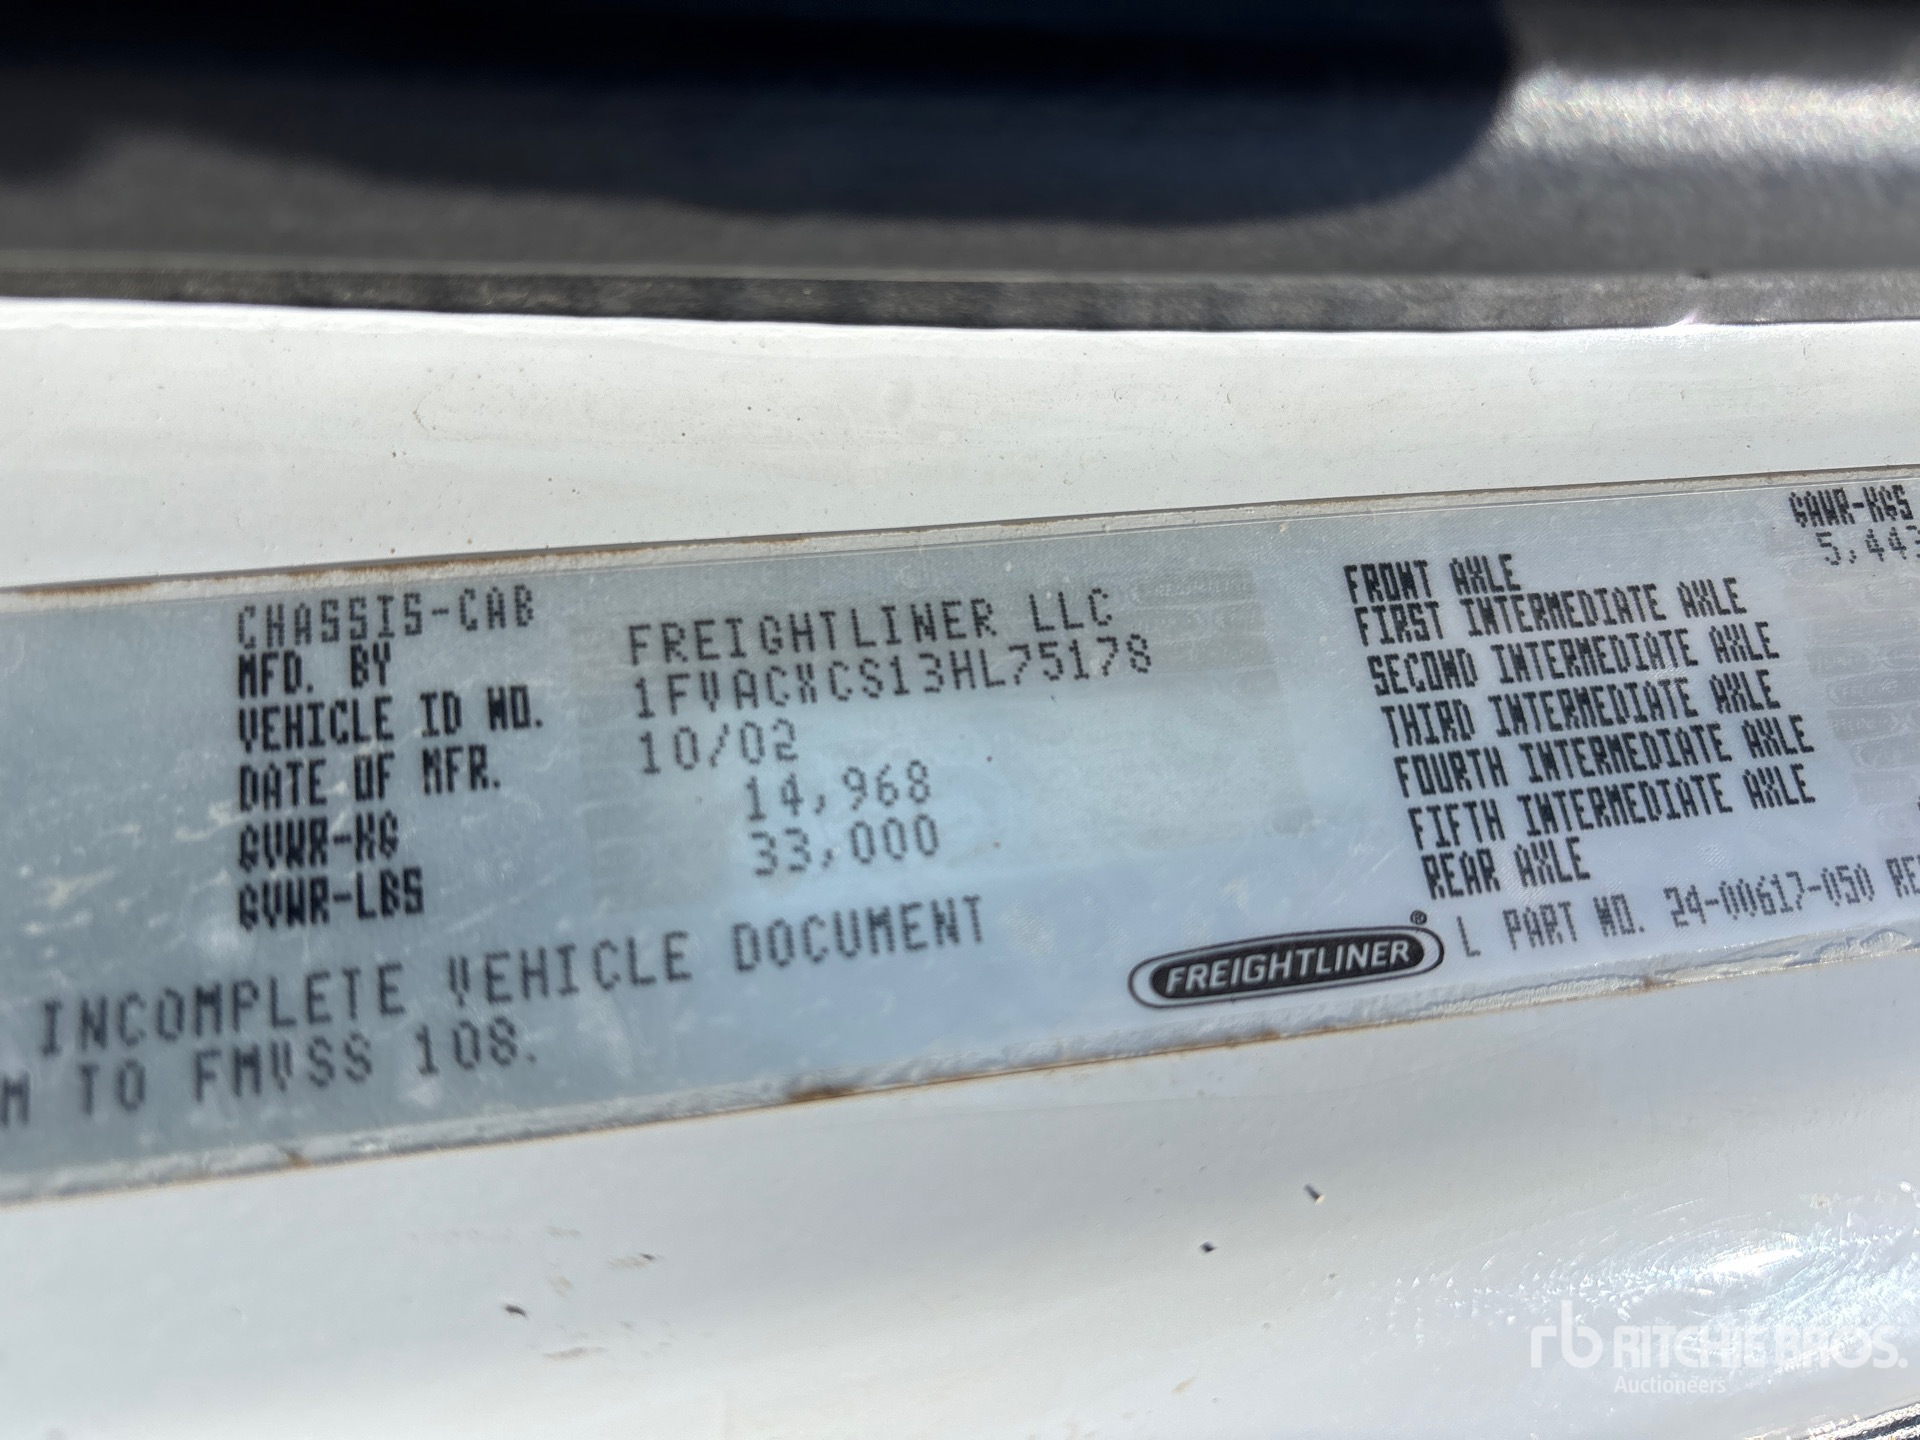 CHASSIS-CAB
MFD. BY FREIGHTLINER LLC
VEHICLE ID NO. 1FVACXCS13HL75178
DATE OF MFR. 10/02
GVWR-KG 14,968
GVWR-LBS 33,000
INCOMPLETE VEHICLE DOCUMENT
M TO FMVSS 108.
FREIGHTLINER®
GAWR-KGS
FRONT AXLE 5,443
FIRST INTERMEDIATE AXLE
SECOND INTERMEDIATE AXLE
THIRD INTERMEDIATE AXLE
FOURTH INTERMEDIATE AXLE
FIFTH INTERMEDIATE AXLE
REAR AXLE
L PART NO. 24-00617-050 RE
rb RITCHIE BROS.
Auctioneers